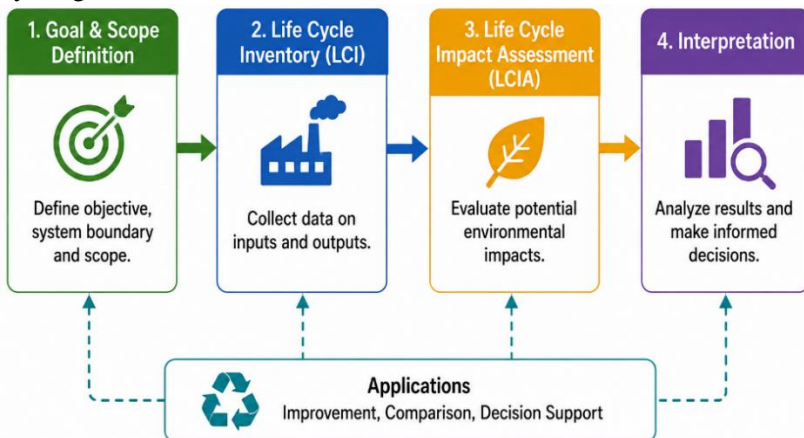 1. Goal & Scope
Definition
Define objective,
system boundary
and scope.
2. Life Cycle
Inventory (LCI)
Collect data on
inputs and outputs.
3. Life Cycle
Impact Assessment
(LCIA)
Evaluate potential
environmental
impacts.
4. Interpretation
Analyze results and
make informed
decisions.
Applications
Improvement, Comparison, Decision Support